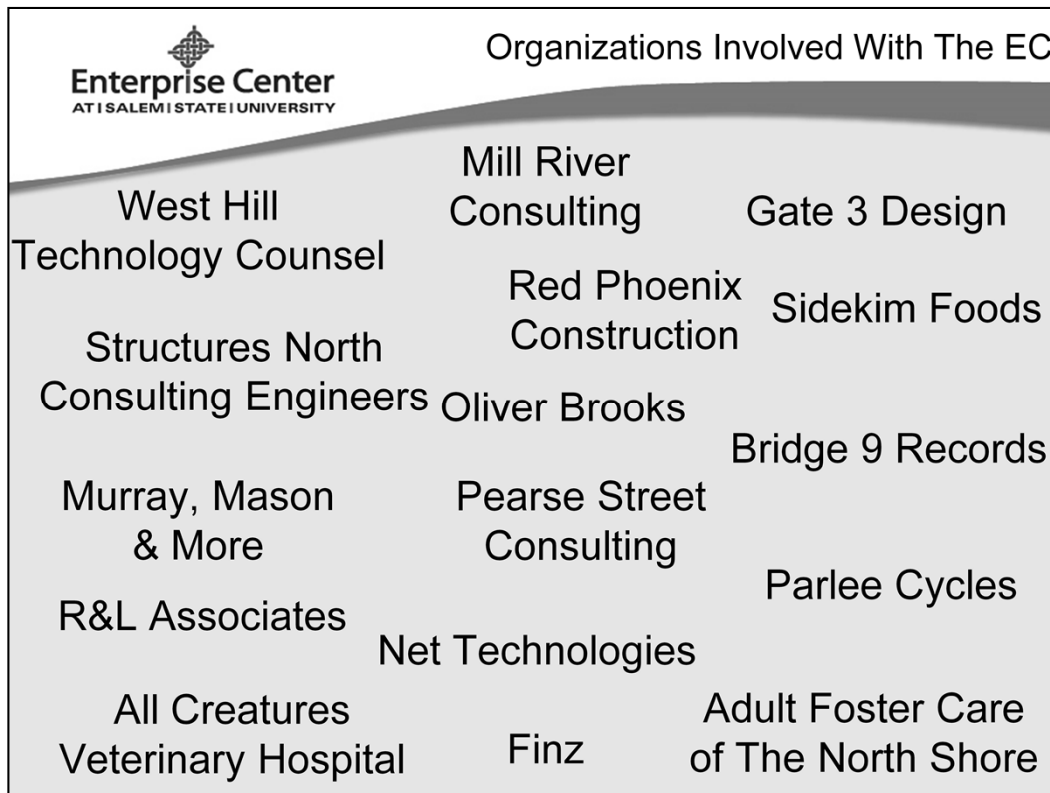 Enterprise Center
AT|SALEM|STATE|UNIVERSITY
Organizations Involved With The EC
West Hill
Technology Counsel
Mill River
Consulting
Gate 3 Design
Red Phoenix
Construction
Sidekim Foods
Structures North
Consulting Engineers
Oliver Brooks
Bridge 9 Records
Murray, Mason
& More
Pearse Street
Consulting
Parlee Cycles
R&L Associates
Net Technologies
All Creatures
Veterinary Hospital
Finz
Adult Foster Care
of The North Shore